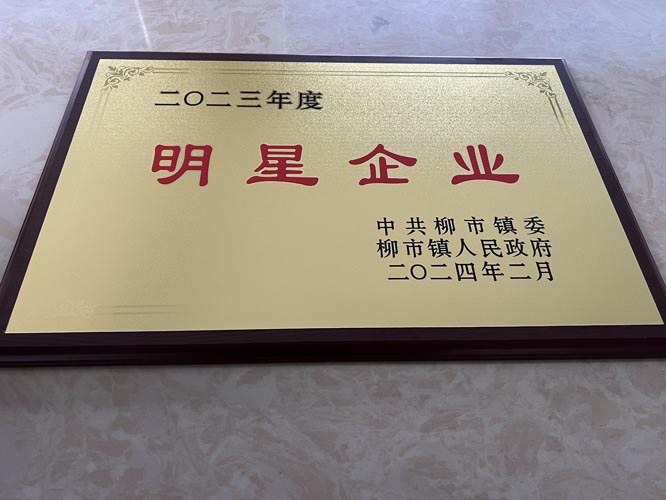 二〇二三年度
明星企业
中共柳市镇委
柳市镇人民政府
二〇二四年二月